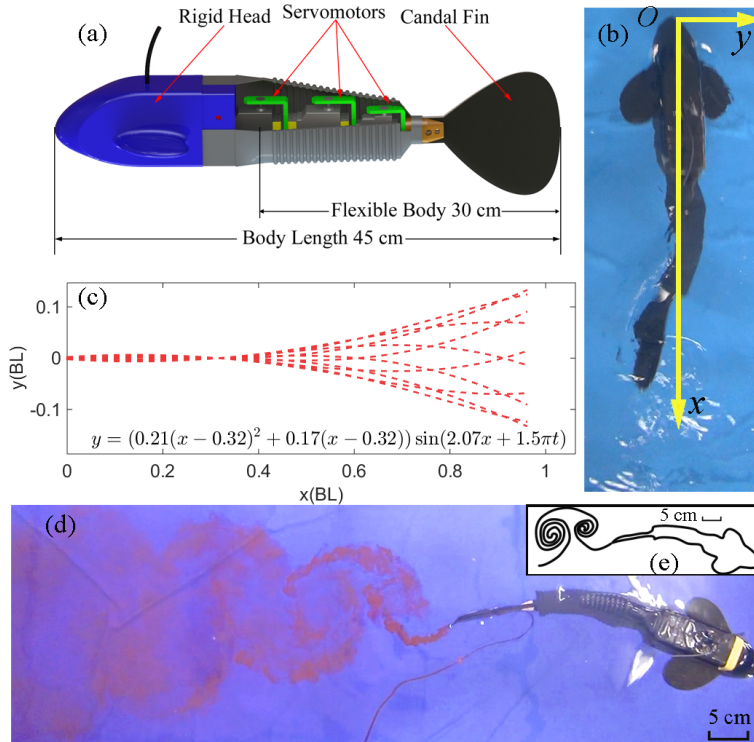 (a)
Rigid Head
Servomotors
Candal Fin
Flexible Body 30 cm
Body Length 45 cm
(b)
O
y
x
(c)
y(BL)
0.1
0
-0.1
y = (0.21(x − 0.32)² + 0.17(x − 0.32)) sin(2.07x + 1.5πt)
0 0.2 0.4 0.6 0.8 1
x(BL)
(d)
5 cm
(e)
5 cm